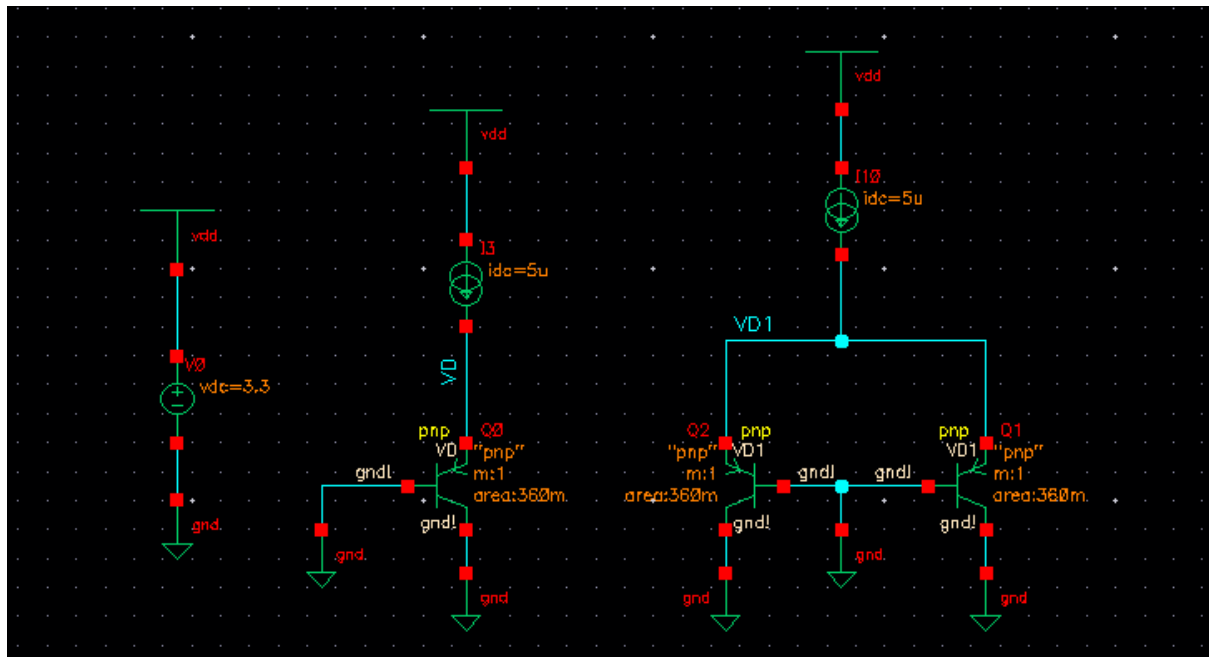 vdd
vdd
I10
idc=5u
vdd
I3
idc=5u
VD1
V0
vdc=3.3
VD
pnp
Q0
VD
"pnp"
m:1
area:360m
gnd!
gnd!
Q2
pnp
"pnp"
VD1
m:1
area:360m
gnd!
gnd!
gnd!
pnp
Q1
VD1
"pnp"
m:1
area:360m
gnd!
gnd
gnd
gnd
gnd
gnd
gnd